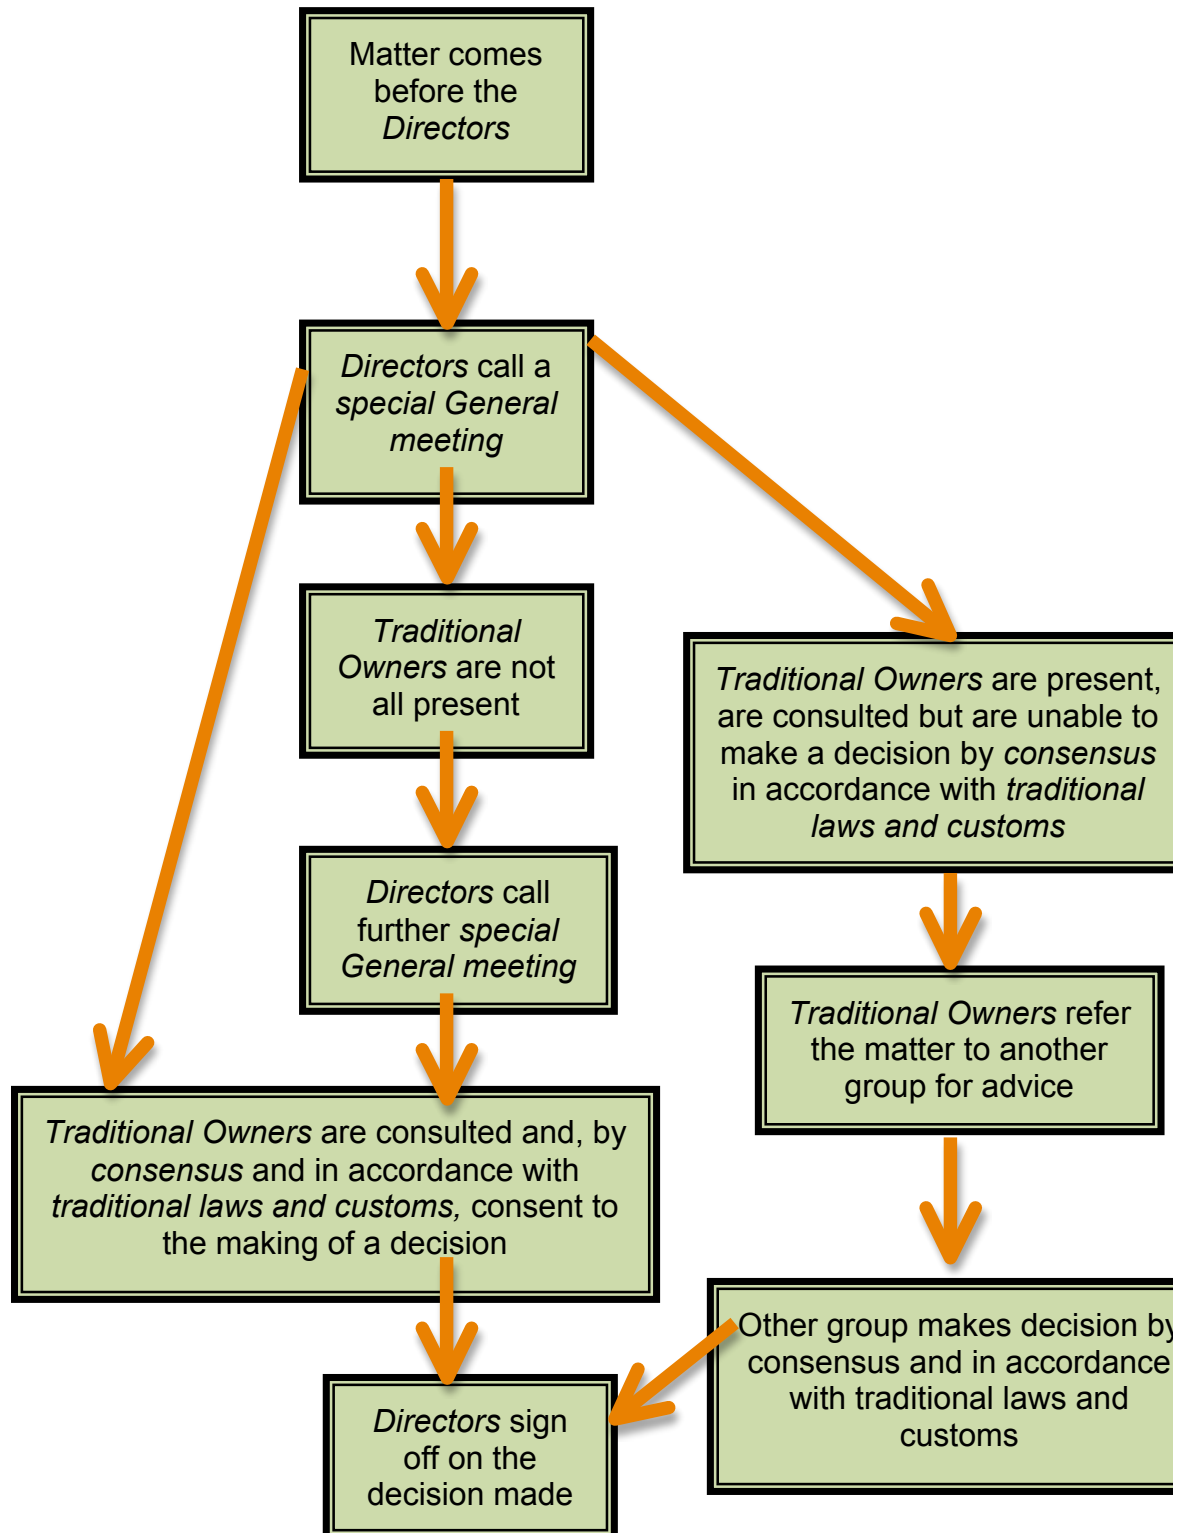 Matter comes
before the
Directors
Directors call a
special General
meeting
Traditional
Owners are not
all present
Traditional Owners are present,
are consulted but are unable to
make a decision by consensus
in accordance with traditional
laws and customs
Directors call
further special
General meeting
Traditional Owners refer
the matter to another
group for advice
Traditional Owners are consulted and, by
consensus and in accordance with
traditional laws and customs, consent to
the making of a decision
Other group makes decision by
consensus and in accordance
with traditional laws and
customs
Directors sign
off on the
decision made